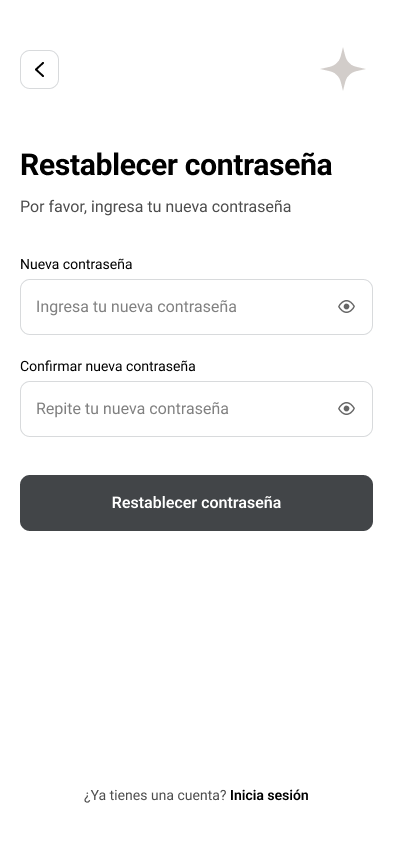 Restablecer contraseña
Por favor, ingresa tu nueva contraseña
Nueva contraseña
Ingresa tu nueva contraseña
Confirmar nueva contraseña
Repite tu nueva contraseña
Restablecer contraseña
¿Ya tienes una cuenta? Inicia sesión